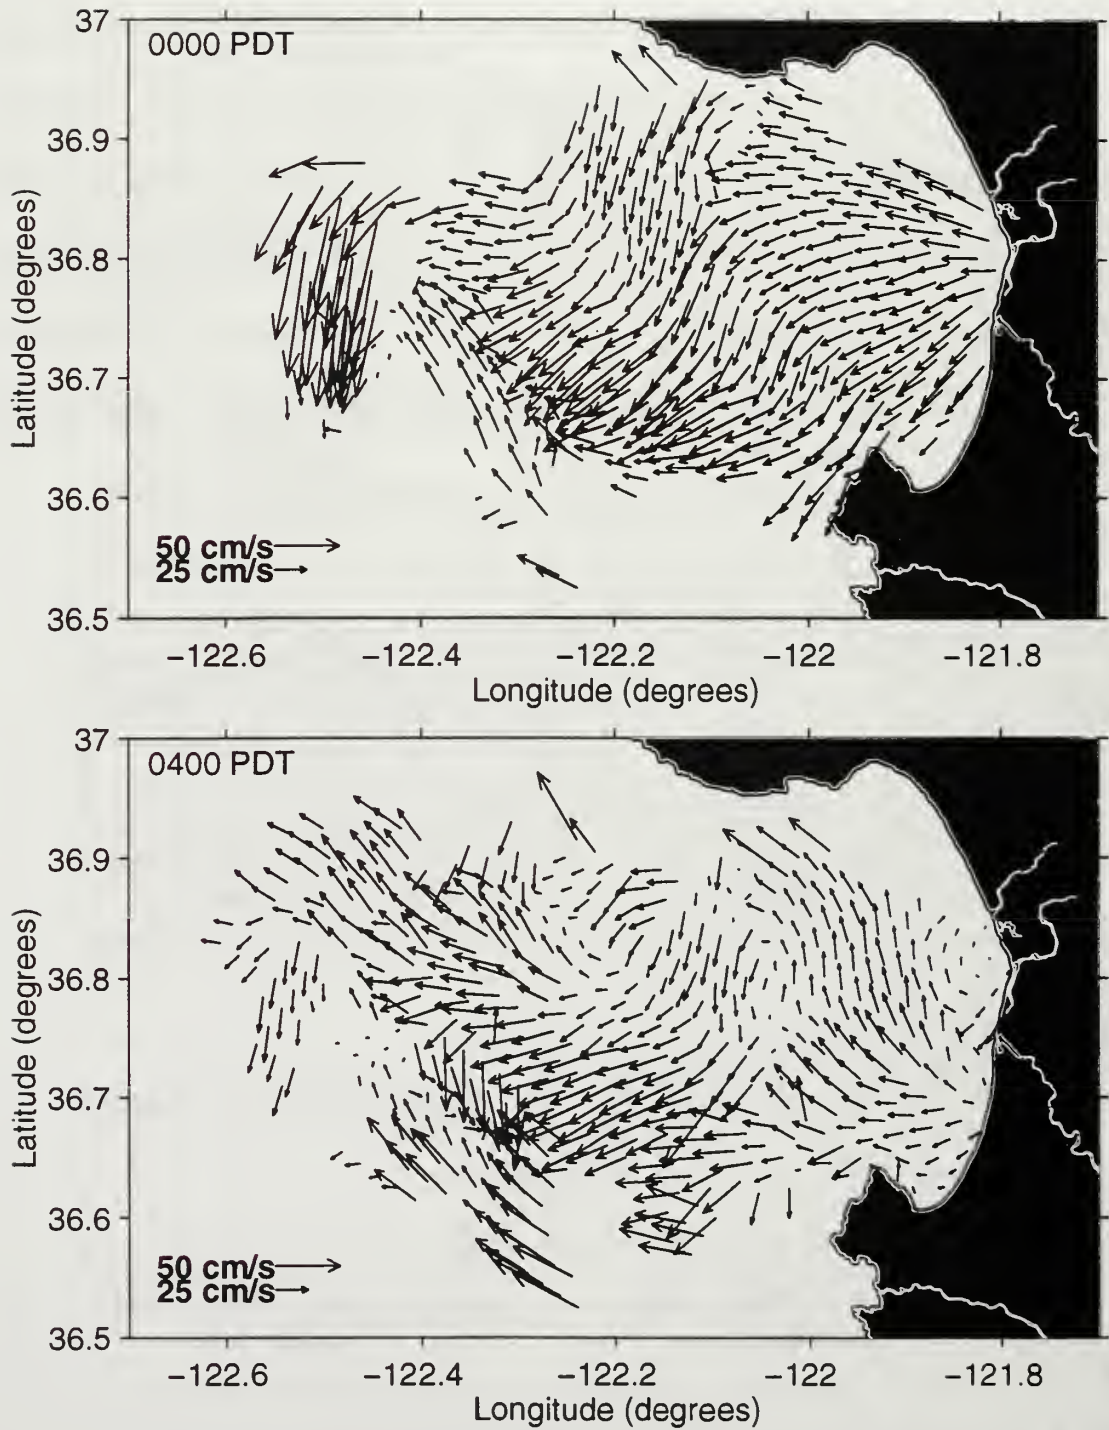 37
0000 PDT
36.9
36.8
36.7
36.6
36.5
Latitude (degrees)
50 cm/s
25 cm/s
−122.6
−122.4
−122.2
−122
−121.8
Longitude (degrees)
37
0400 PDT
36.9
36.8
36.7
36.6
36.5
Latitude (degrees)
50 cm/s
25 cm/s
−122.6
−122.4
−122.2
−122
−121.8
Longitude (degrees)